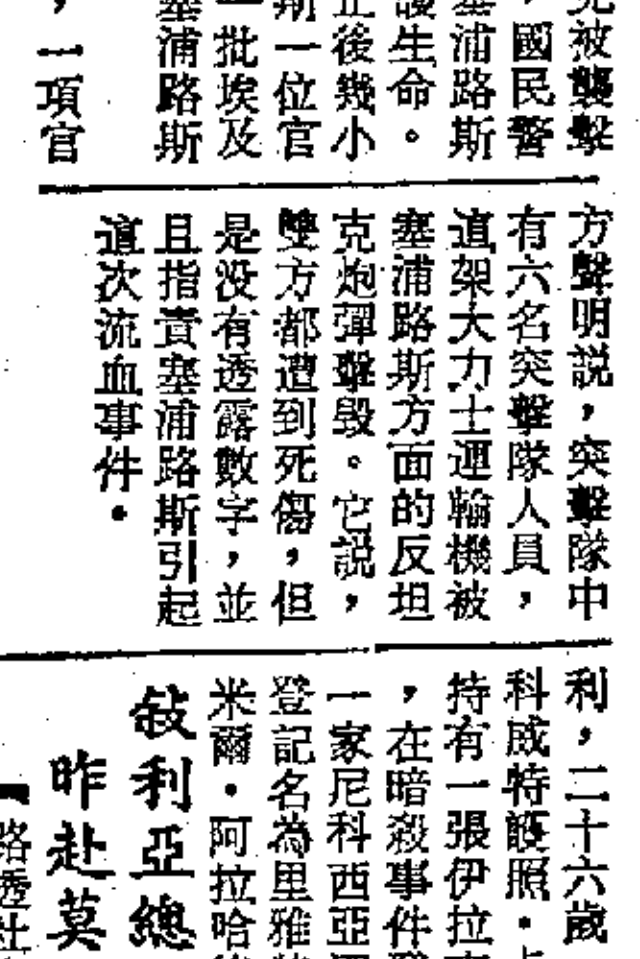 被襲擊
，國民警
塞浦路斯
護生命。
後幾小
斯一位官
一批埃及
塞浦路斯
，一項官
方聲明説，突擊隊中
有六名突擊隊人員，
這架大力士運輸機被
塞浦路斯方面的反坦
克炮彈擊毀。它説，
雙方都遭到死傷，但
是没有透露數字，並
且指責塞浦路斯引起
這次流血事件。
利，二十六歲
科威特護照．
持有一張伊拉
，在暗殺事件
一家尼科西亞
登記名為里雅
米爾．阿拉哈
敍利亞總
昨赴莫
路透社